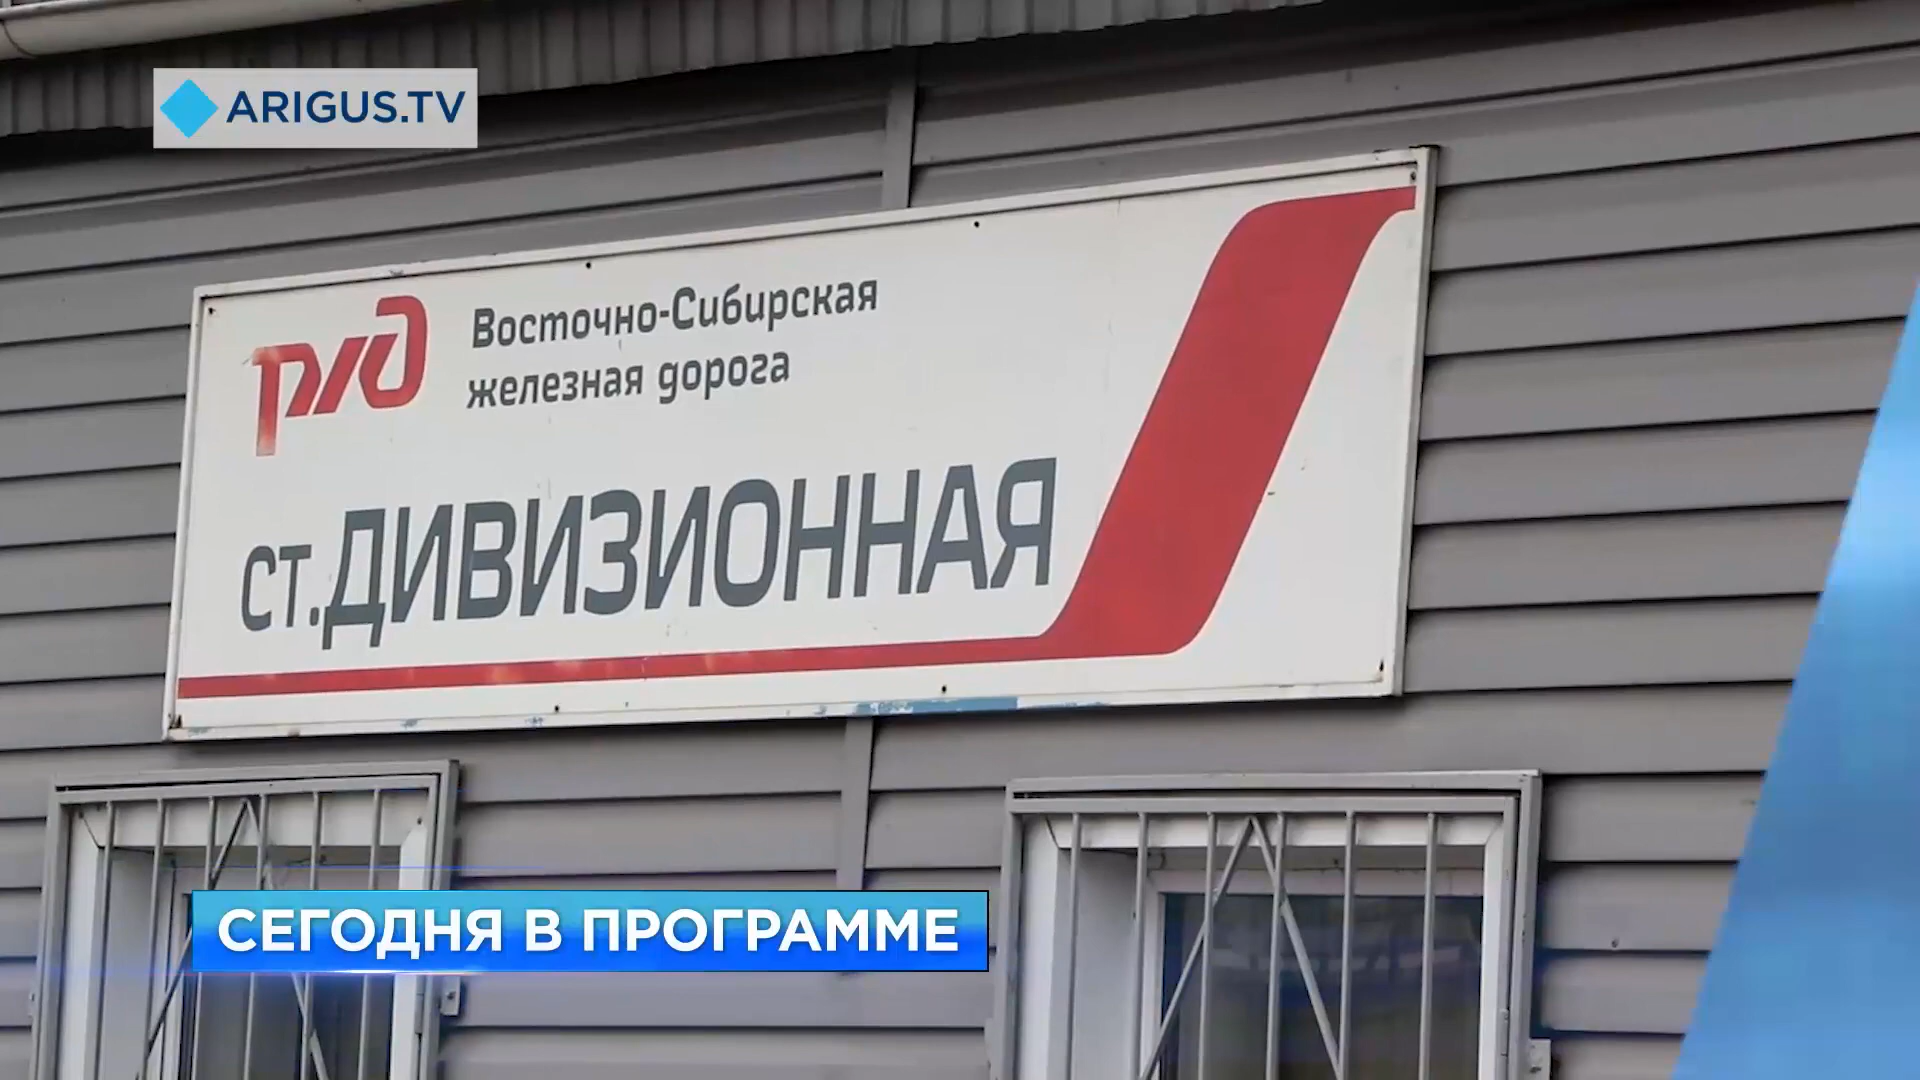 ARIGUS.TV
РЖД
Восточно-Сибирская
железная дорога
ст.ДИВИЗИОННАЯ
СЕГОДНЯ В ПРОГРАММЕ